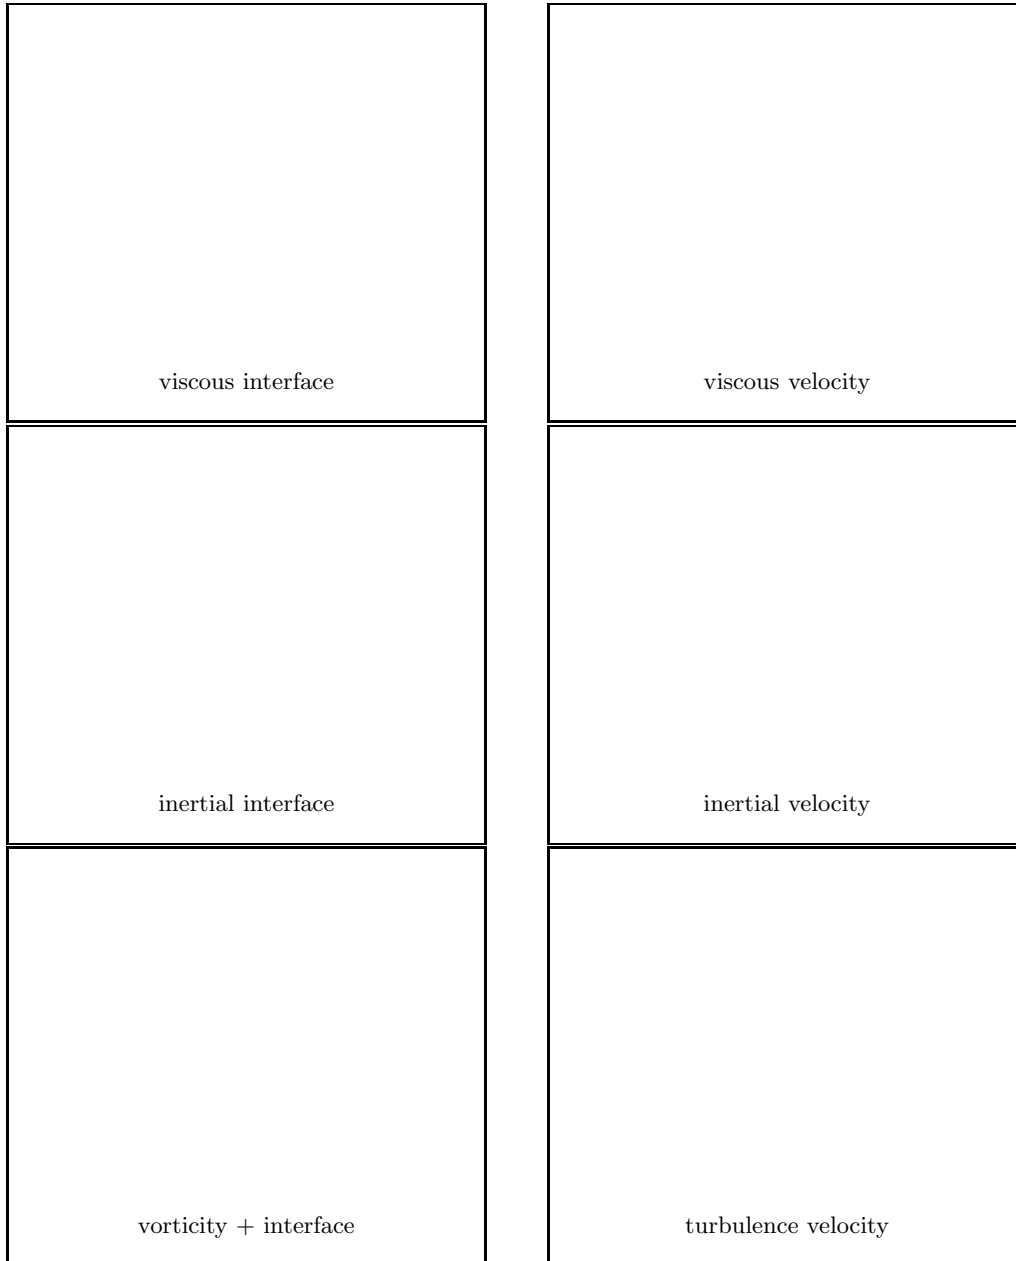 viscous interface
viscous velocity
inertial interface
inertial velocity
vorticity + interface
turbulence velocity